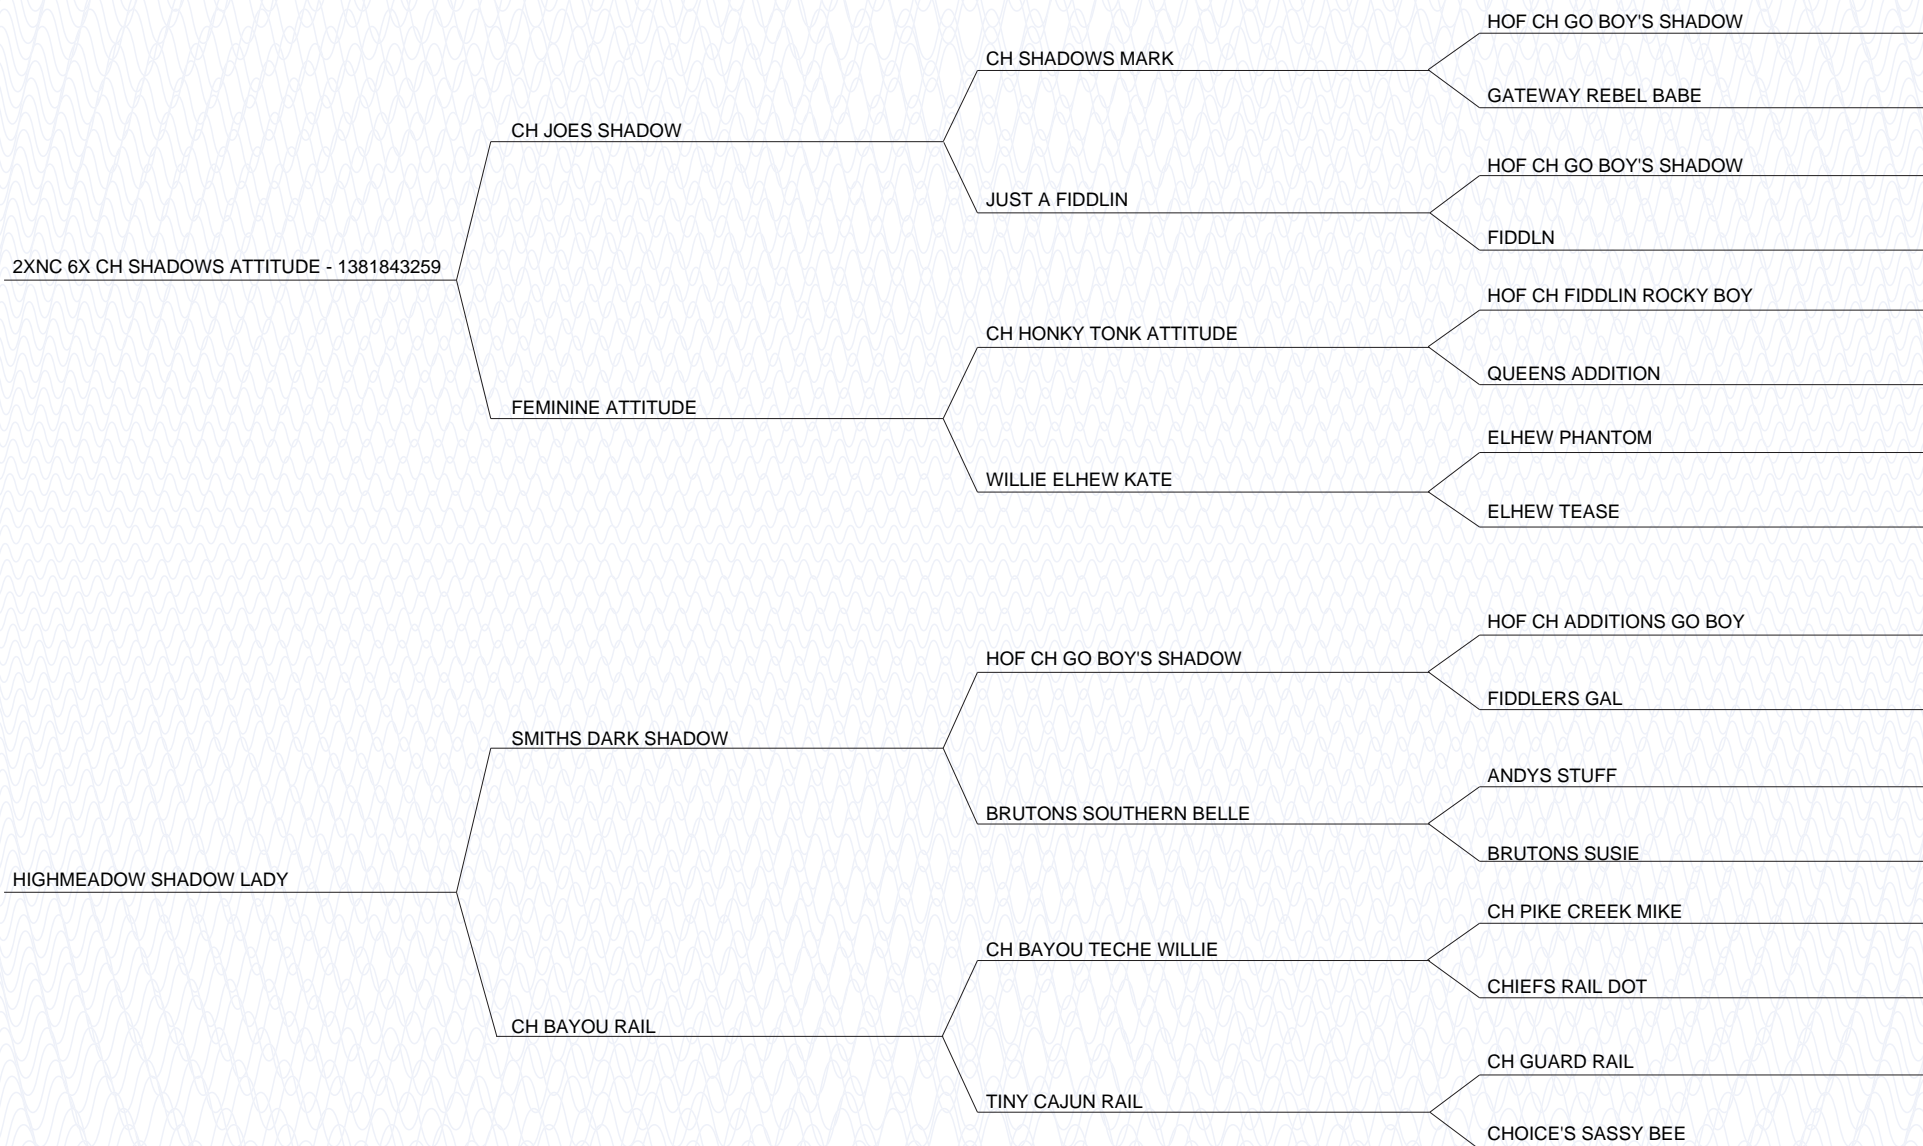 HOF CH GO BOY'S SHADOW
CH SHADOWS MARK
GATEWAY REBEL BABE
CH JOES SHADOW
HOF CH GO BOY'S SHADOW
JUST A FIDDLIN
FIDDLN
2XNC 6X CH SHADOWS ATTITUDE - 1381843259
HOF CH FIDDLIN ROCKY BOY
CH HONKY TONK ATTITUDE
QUEENS ADDITION
FEMININE ATTITUDE
ELHEW PHANTOM
WILLIE ELHEW KATE
ELHEW TEASE
HOF CH ADDITIONS GO BOY
HOF CH GO BOY'S SHADOW
FIDDLERS GAL
SMITHS DARK SHADOW
ANDYS STUFF
BRUTONS SOUTHERN BELLE
BRUTONS SUSIE
HIGHMEADOW SHADOW LADY
CH PIKE CREEK MIKE
CH BAYOU TECHE WILLIE
CHIEFS RAIL DOT
CH BAYOU RAIL
CH GUARD RAIL
TINY CAJUN RAIL
CHOICE'S SASSY BEE